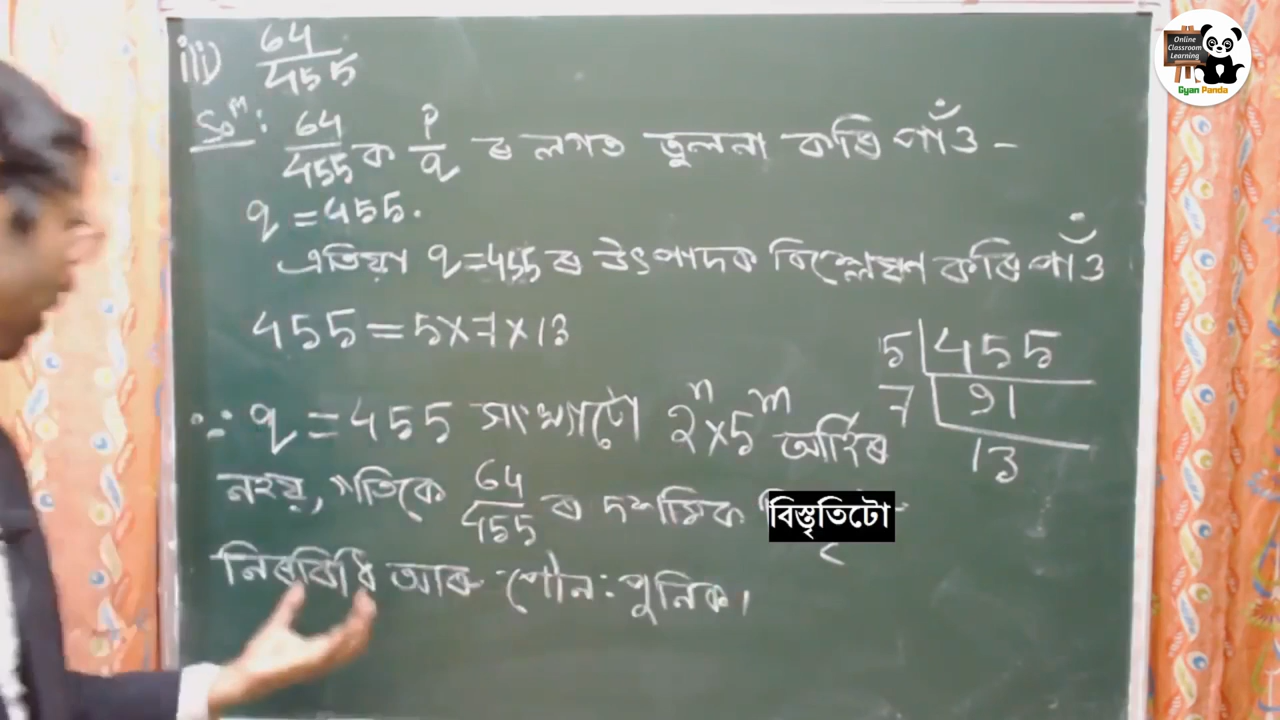 iii) 64/455
Solⁿ: 64/455 ক p/q ৰ লগত তুলনা কৰি পাওঁ –
q = 455.
এতিয়া q = 455 ৰ উৎপাদক বিশ্লেষণ কৰি পাওঁ
455 = 5×7×13
5 | 455
7 | 91
13
∵ q = 455 সংখ্যাটো 2ⁿ×5ᵐ আৰ্হিৰ
নহয়, গতিকে 64/455 ৰ দশমিক বিস্তৃতিটো
নিৰবিধি আৰু পৌনঃপুনিক।
Online
Classroom
Learning
Gyan Panda